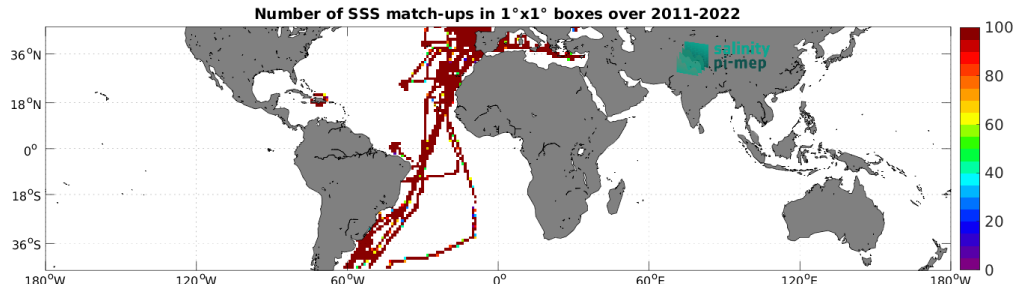 Number of SSS match-ups in 1°x1° boxes over 2011-2022
salinity
pi-mep
36°N
18°N
0°
18°S
36°S
180°W
120°W
60°W
0°
60°E
120°E
180°W
100
80
60
40
20
0